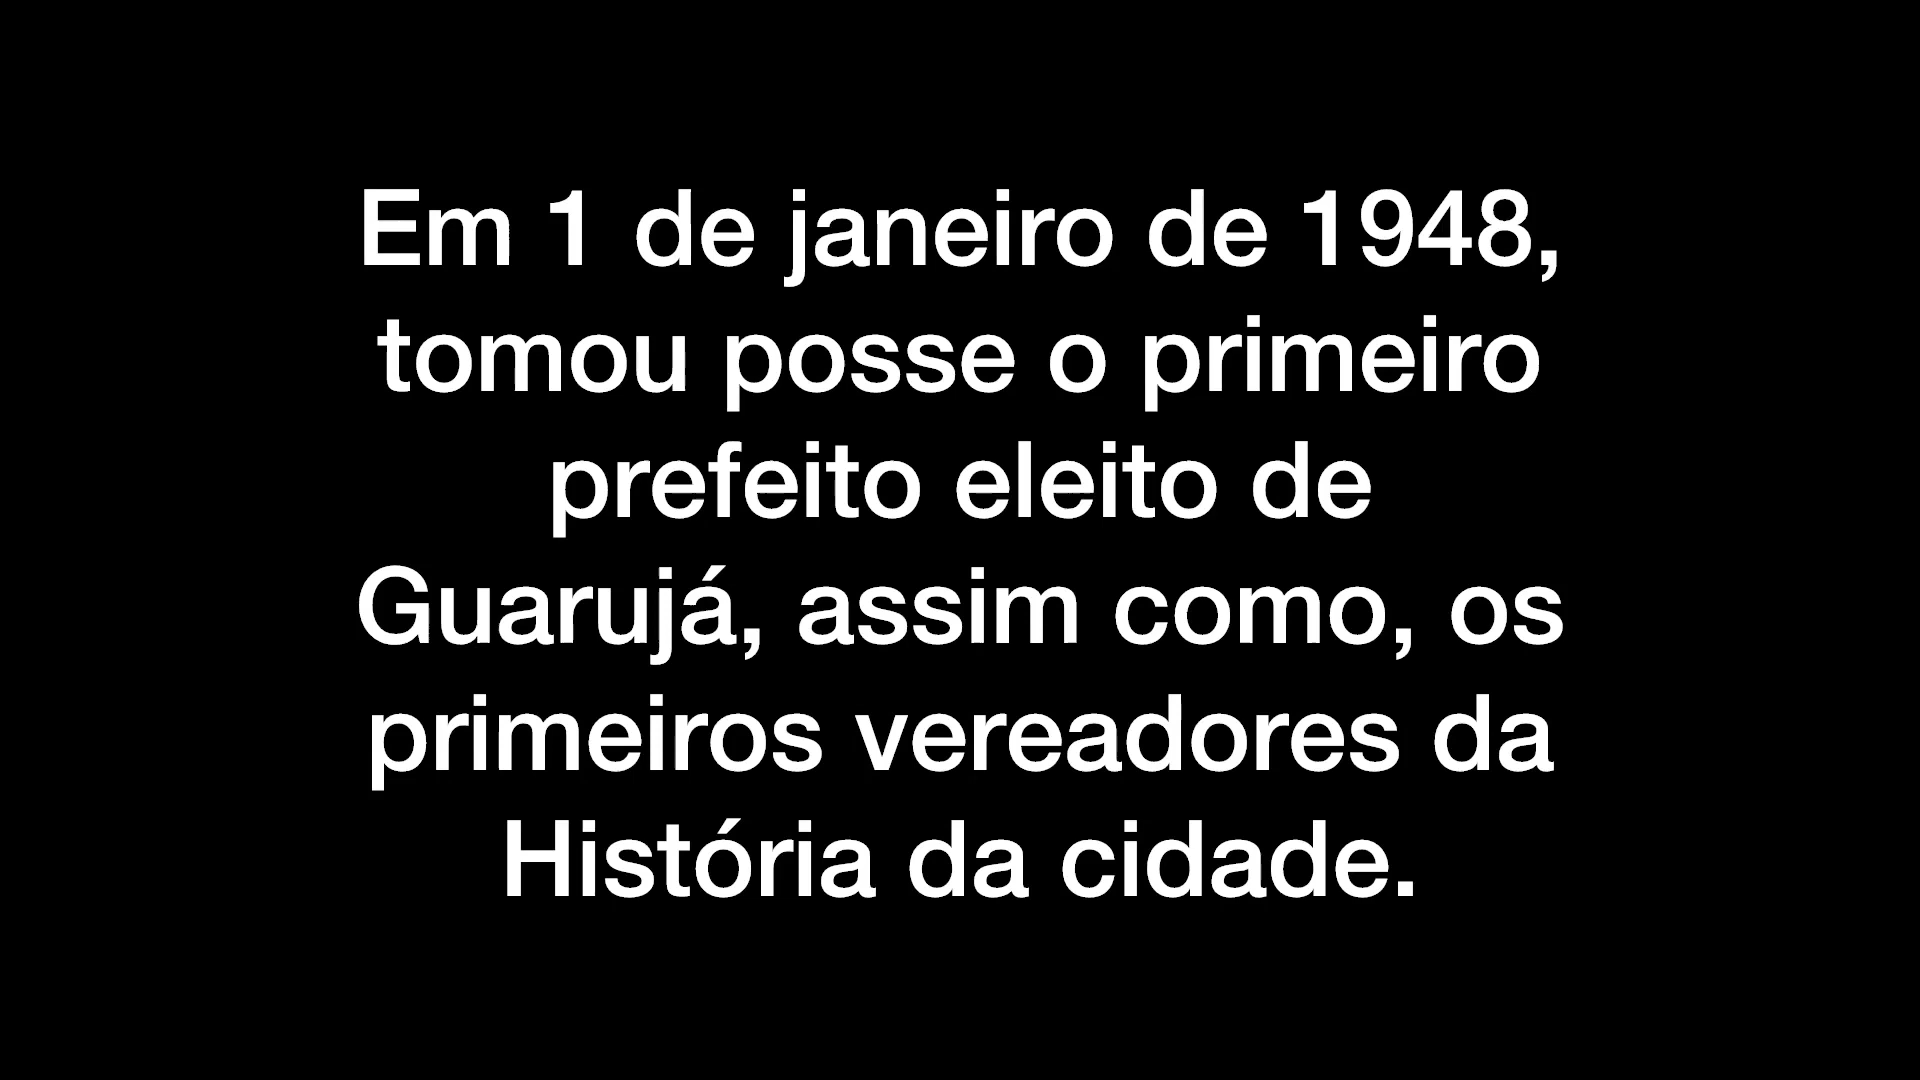 Em 1 de janeiro de 1948,
tomou posse o primeiro
prefeito eleito de
Guarujá, assim como, os
primeiros vereadores da
História da cidade.